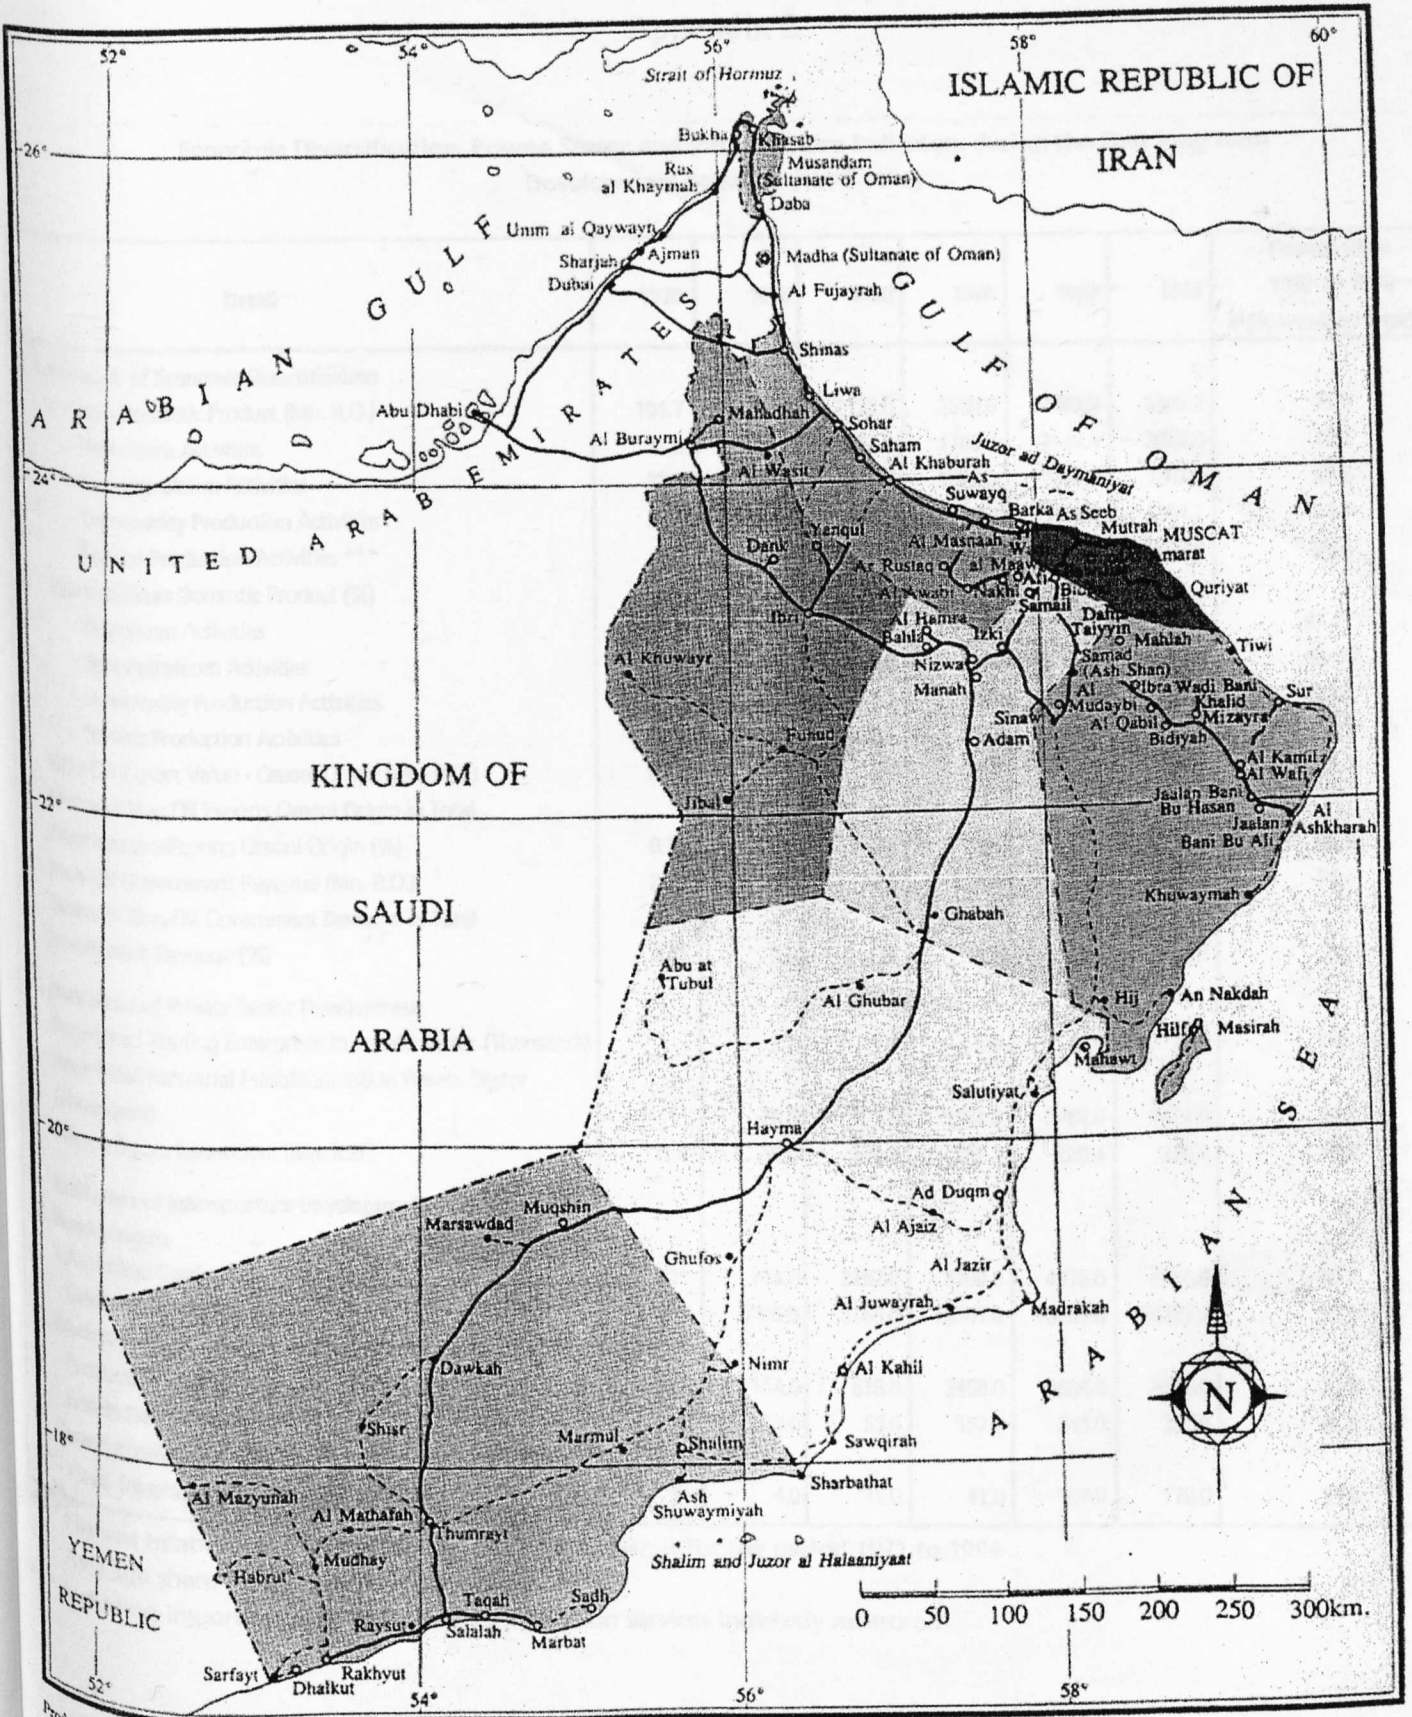 52°
54°
56°
58°
60°
Strait of Hormuz
ISLAMIC REPUBLIC OF
IRAN
26°
Bukha
Khasab
Musandam
(Sultanate of Oman)
Ras
al Khaymah
Daba
Umm al Qaywayn
Ajman
Sharjah
Madha (Sultanate of Oman)
Dubai
Al Fujayrah
ARABIAN GULF
GULF OF OMAN
Shinas
Liwa
Abu Dhabi
Mahadhah
Sohar
Al Buraymi
Saham
Al Wasit
Al Khaburah
Juzor ad Daymaniyat
24°
As
Suwayq
Barka
As Seeb
Mutrah
MUSCAT
Al Masnaah
Amarat
Yanqul
Dank
Ar Rustaq
al Maaw
UNITED ARAB EMIRATES
Al Awabi
Nakhl
Quriyat
Samail
Ibri
Al Hamra
Izki
Taiyyin
Mahlah
Tiwi
Bahla
Samad
(Ash Shan)
Al Khuwayr
Nizwa
Manah
Al
Mudaybi
Wadi Bani
Khalid
Sur
Sinaw
Al Qabil
Mizayra
Bidiyah
Fuhud
Adam
KINGDOM OF
Al Kamil
Al Wafi
Jibal
22°
Jaalan Bani
Bu Hasan
Al
Ashkharah
Jaalan
Bani Bu Ali
SAUDI
Khuwaymah
Ghabah
Abu at
Tubul
Al Ghubar
Hij
An Nakdah
ARABIA
Hilf
Masirah
Mahawt
ARABIAN SEA
Salutiyat
20°
Hayma
Ad Duqm
Muqshin
Marsawdad
Al Ajaiz
Ghufos
Al Jazir
Al Juwayrah
Madrakah
Nimr
Dawkah
Al Kahil
N
Shisr
Marmul
Shalim
Sawqirah
18°
Sharbathat
Al Mazyunah
Ash
Shuwaymiyah
Al Mathafah
Thumrayt
YEMEN
REPUBLIC
Mudhay
Habrut
Shalim and Juzor al Halaaniyaat
Taqah
Sadh
Raysut
Salalah
Marbat
0 50 100 150 200 250 300km.
Sarfayt
Rakhyut
Dhalkut
52°
54°
56°
58°